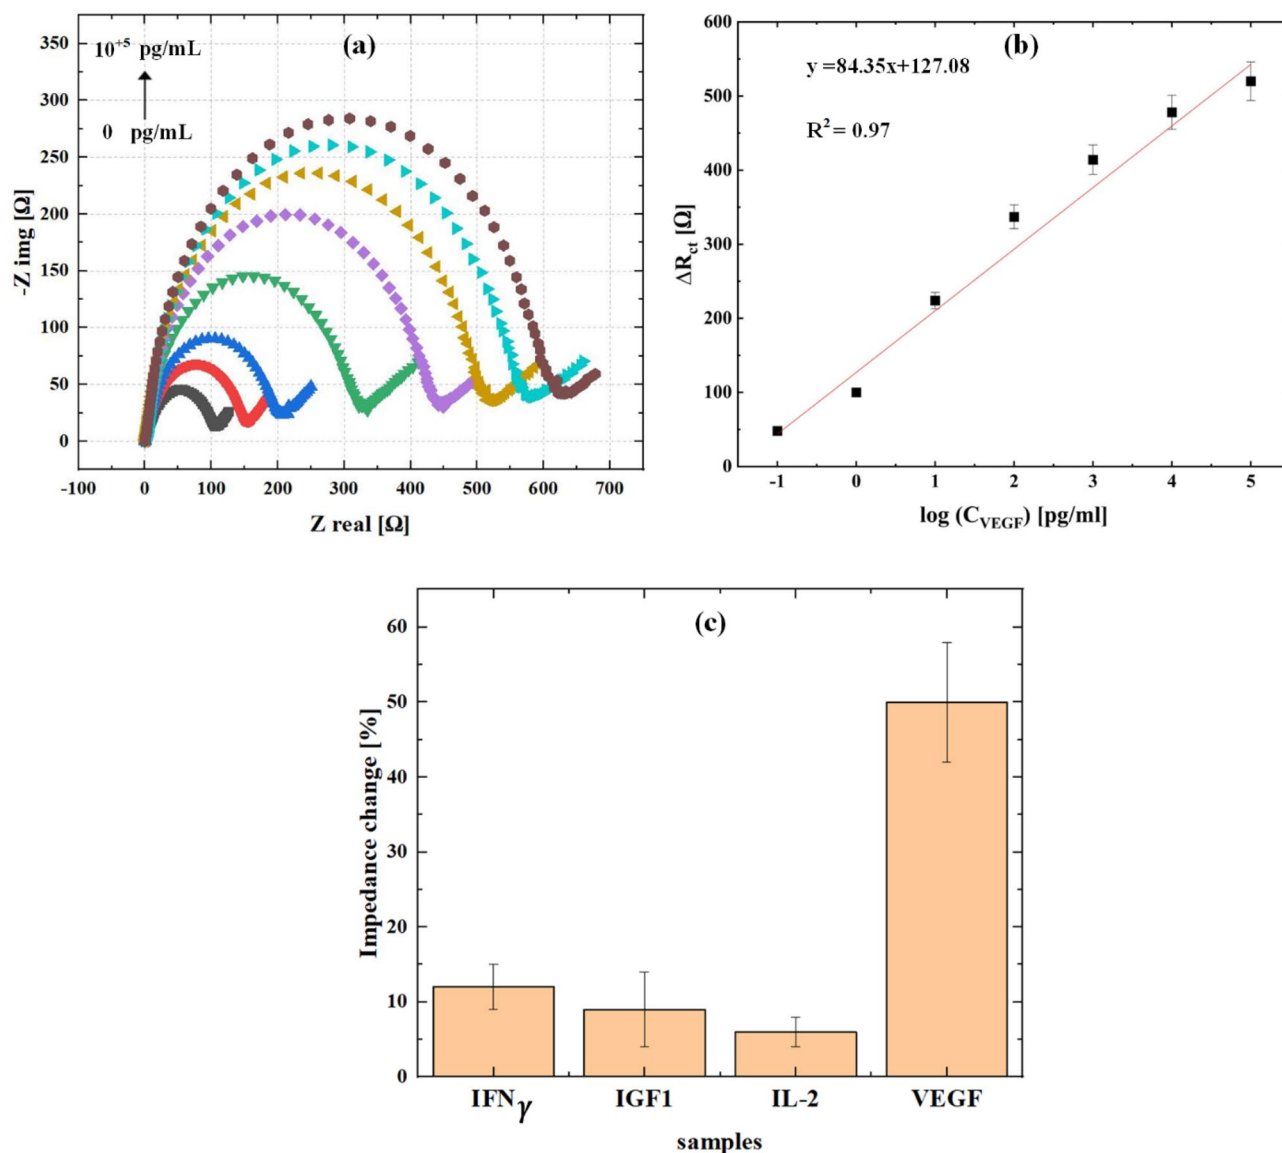 (a)
10⁺⁵ pg/mL
0 pg/mL
350
300
250
200
150
100
50
0
-Z img [Ω]
-100 0 100 200 300 400 500 600 700
Z real [Ω]
(b)
y =84.35x+127.08
R² = 0.97
600
500
400
300
200
100
0
ΔR_ct [Ω]
-1 0 1 2 3 4 5
log (C_VEGF) [pg/ml]
(c)
60
50
40
30
20
10
0
Impedance change [%]
IFNγ IGF1 IL-2 VEGF
samples